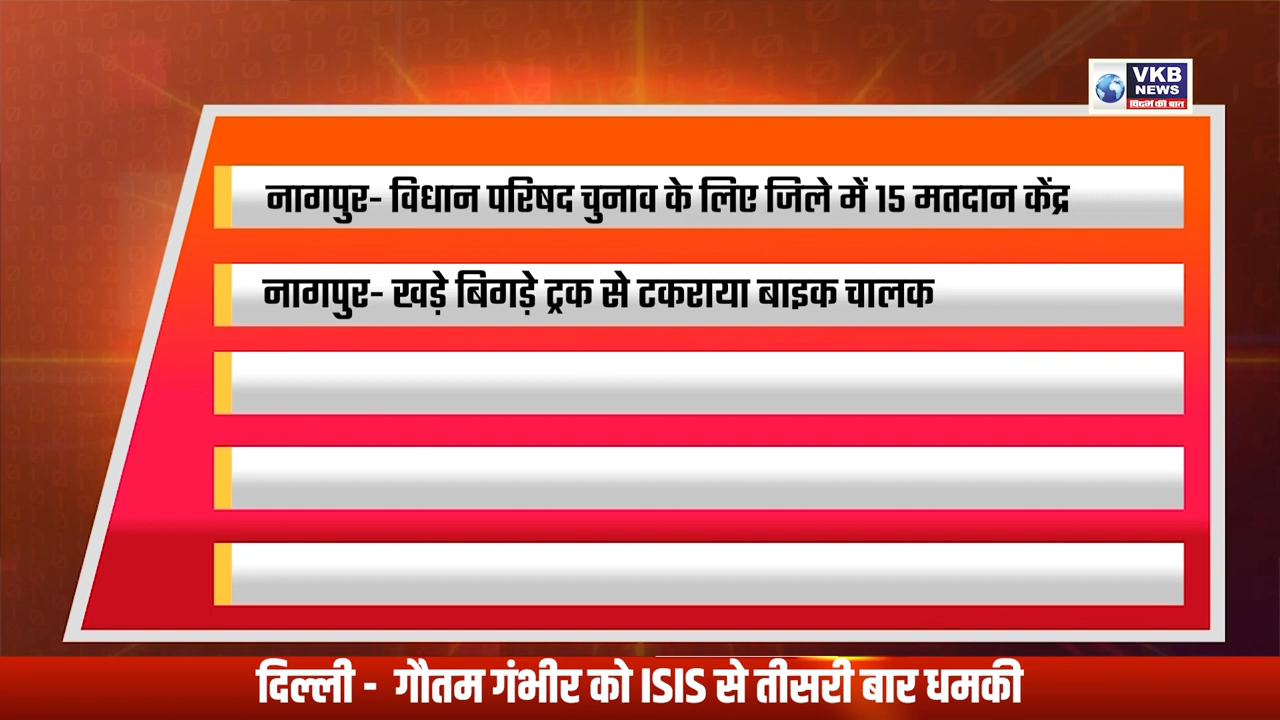 VKB
NEWS
विदर्भ की बात
नागपुर- विधान परिषद चुनाव के लिए जिले में 15 मतदान केंद्र
नागपुर- खड़े बिगड़े ट्रक से टकराया बाइक चालक
दिल्ली - गौतम गंभीर को ISIS से तीसरी बार धमकी